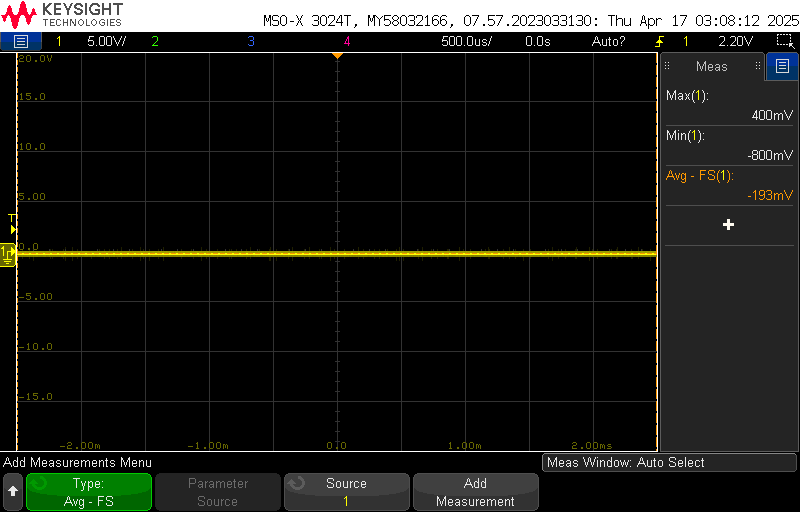 KEYSIGHT
TECHNOLOGIES
MSO-X 3024T, MY58032166, 07.57.2023033130: Thu Apr 17 03:08:12 2025
1 5.00V/ 2 3 4 500.0us/ 0.0s Auto? 1 2.20V
20.0V
15.0
10.0
5.00
T
0.0
1
-5.00
-10.0
-15.0
-2.00m -1.00m 0.0 1.00m 2.00ms
Meas
Max(1):
400mV
Min(1):
-800mV
Avg - FS(1):
-193mV
Add Measurements Menu
Meas Window: Auto Select
Type:
Avg - FS
Parameter
Source
Source
1
Add
Measurement